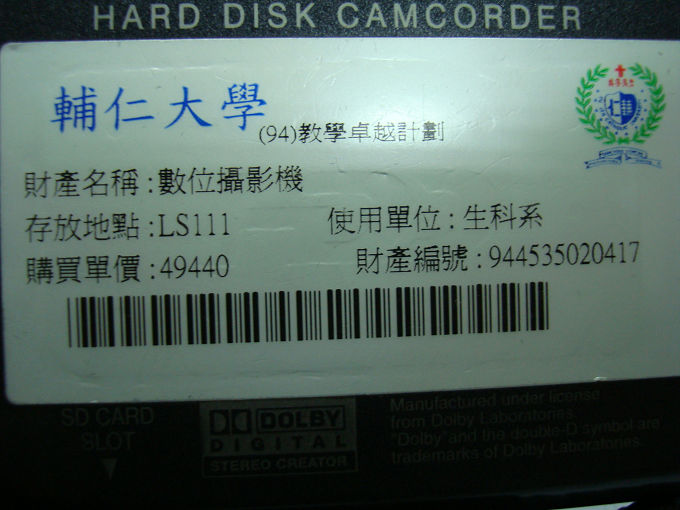 HARD DISK CAMCORDER
輔仁大學
(94)教學卓越計劃
財產名稱:數位攝影機
存放地點:LS111 使用單位:生科系
購買單價:49440 財產編號:944535020417
SD CARD
SLOT
DOLBY
DIGITAL
STEREO CREATOR
Manufactured under license
from Dolby Laboratories.
"Dolby" and the double-D symbol are
trademarks of Dolby Laboratories.